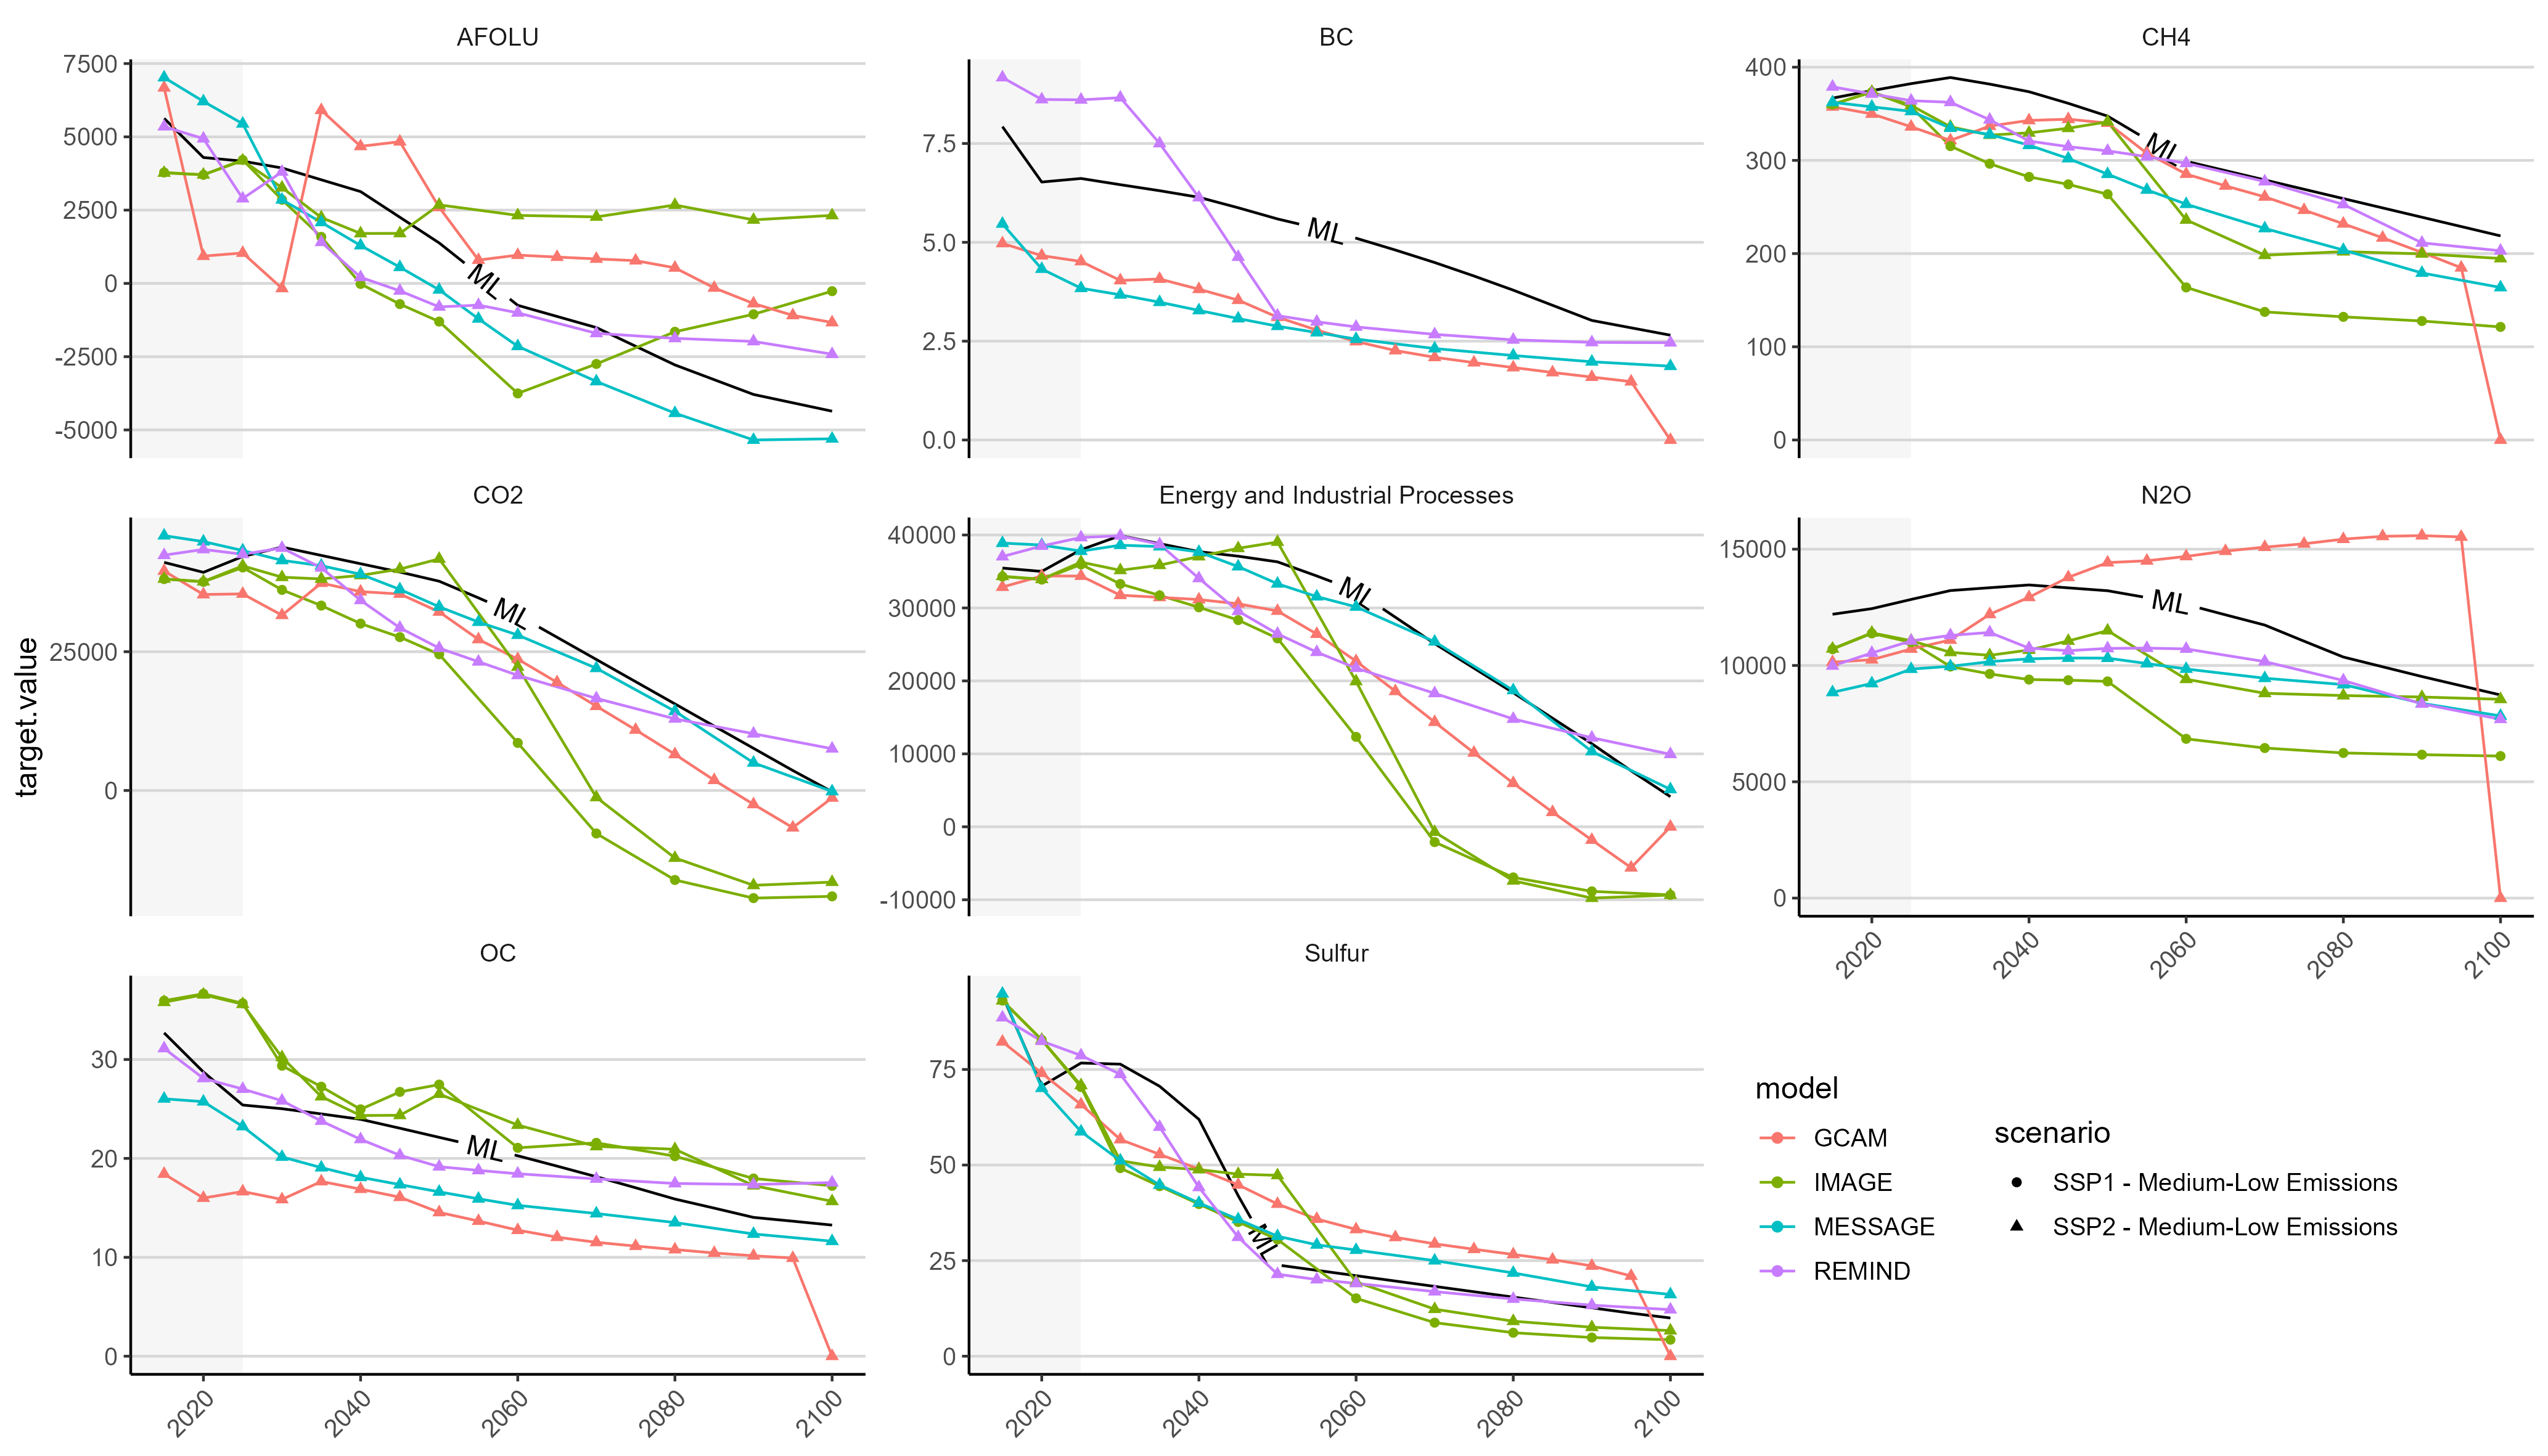 AFOLU
BC
CH4
7500
5000
2500
0
-2500
-5000
ML
7.5
5.0
2.5
0.0
ML
400
300
200
100
0
ML
CO2
Energy and Industrial Processes
N2O
target.value
25000
0
ML
40000
30000
20000
10000
0
-10000
ML
15000
10000
5000
0
ML
2020
2040
2060
2080
2100
OC
Sulfur
30
20
10
0
ML
2020
2040
2060
2080
2100
75
50
25
0
ML
2020
2040
2060
2080
2100
model
GCAM
IMAGE
MESSAGE
REMIND
scenario
SSP1 - Medium-Low Emissions
SSP2 - Medium-Low Emissions